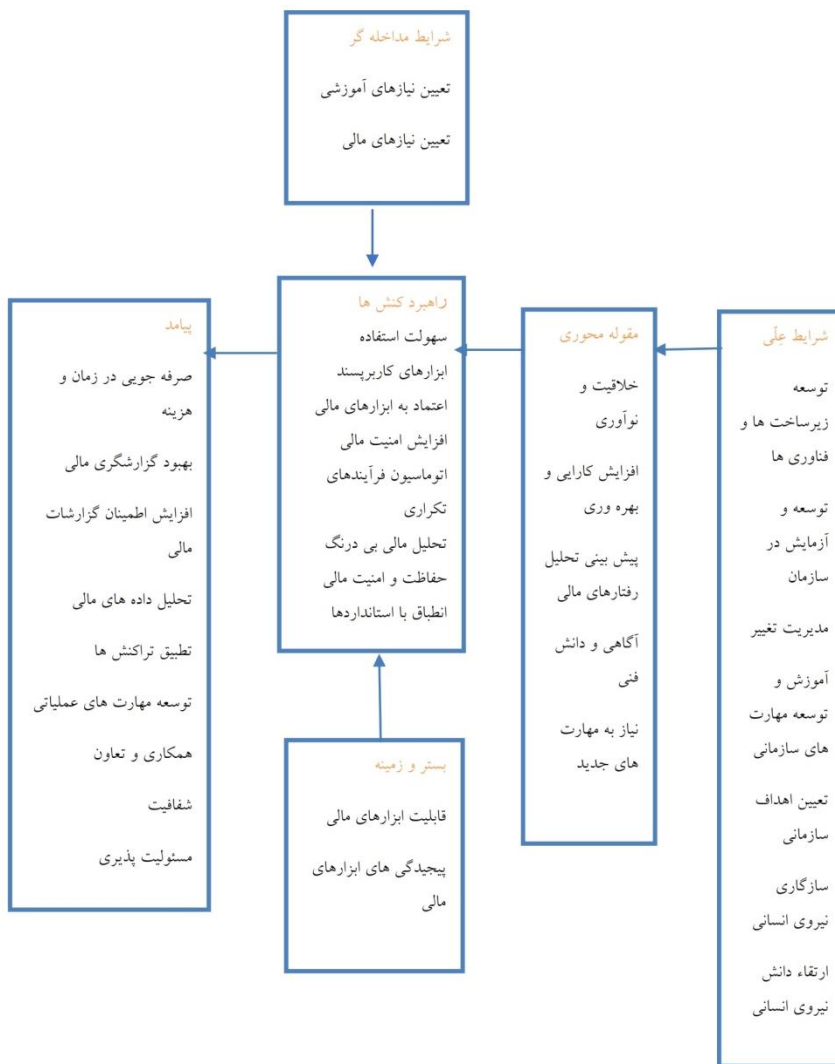 شرایط مداخله گر
تعیین نیازهای آموزشی
تعیین نیازهای مالی
شرایط عِلّی
توسعه
زیرساخت ها و
فناوری ها
توسعه و
آزمایش در
سازمان
مدیریت تغییر
آموزش و
توسعه مهارت
های سازمانی
تعیین اهداف
سازمانی
سازگاری
نیروی انسانی
ارتقاء دانش
نیروی انسانی
مقوله محوری
خلاقیت و
نوآوری
افزایش کارایی و
بهره وری
پیش بینی تحلیل
رفتارهای مالی
آگاهی و دانش
فنی
نیاز به مهارت
های جدید
راهبرد کنش ها
سهولت استفاده
ابزارهای کاربرپسند
اعتماد به ابزارهای مالی
افزایش امنیت مالی
اتوماسیون فرآیندهای
تکراری
تحلیل مالی بی درنگ
حفاظت و امنیت مالی
انطباق با استانداردها
بستر و زمینه
قابلیت ابزارهای مالی
پیجیدگی های ابزارهای
مالی
پیامد
صرفه جویی در زمان و
هزینه
بهبود گزارشگری مالی
افزایش اطمینان گزارشات
مالی
تحلیل داده های مالی
تطبیق تراکنش ها
توسعه مهارت های عملیاتی
همکاری و تعاون
شفافیت
مسئولیت پذیری